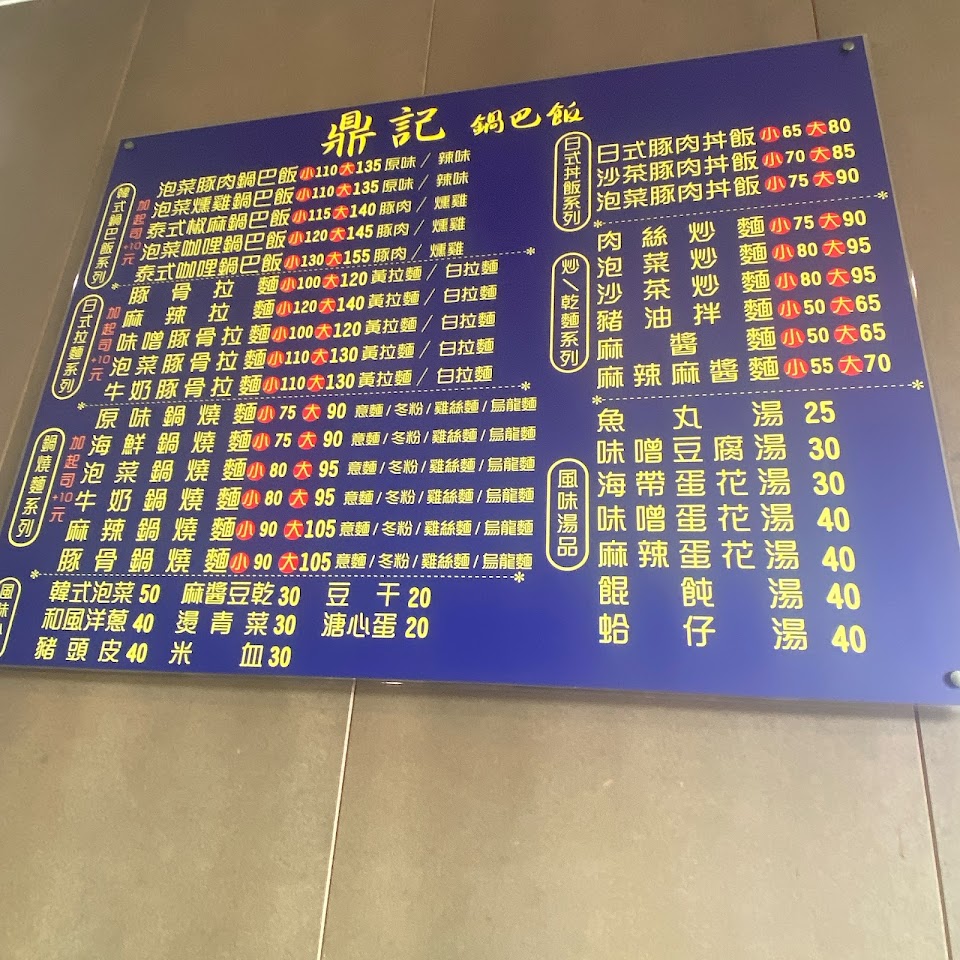 鼎記 鍋巴飯
韓式鍋巴飯系列
加起司+10元
泡菜豚肉鍋巴飯 小110 大135 原味/辣味
泡菜燻雞鍋巴飯 小110 大135 原味/辣味
泰式椒麻鍋巴飯 小115 大140 豚肉/燻雞
泡菜咖哩鍋巴飯 小120 大145 豚肉/燻雞
泰式咖哩鍋巴飯 小130 大155 豚肉/燻雞
日式拉麵系列
加起司+10元
豚骨拉麵 小100 大120 黃拉麵/白拉麵
麻辣拉麵 小120 大140 黃拉麵/白拉麵
味噌豚骨拉麵 小100 大120 黃拉麵/白拉麵
泡菜豚骨拉麵 小110 大130 黃拉麵/白拉麵
牛奶豚骨拉麵 小110 大130 黃拉麵/白拉麵
鍋燒麵系列
加起司+10元
原味鍋燒麵 小75 大90 意麵/冬粉/雞絲麵/烏龍麵
海鮮鍋燒麵 小75 大90 意麵/冬粉/雞絲麵/烏龍麵
泡菜鍋燒麵 小80 大95 意麵/冬粉/雞絲麵/烏龍麵
牛奶鍋燒麵 小80 大95 意麵/冬粉/雞絲麵/烏龍麵
麻辣鍋燒麵 小90 大105 意麵/冬粉/雞絲麵/烏龍麵
豚骨鍋燒麵 小90 大105 意麵/冬粉/雞絲麵/烏龍麵
風味
韓式泡菜50 麻醬豆乾30 豆干20
和風洋蔥40 燙青菜30 溏心蛋20
豬頭皮40 米血30
日式丼飯系列
日式豚肉丼飯 小65 大80
沙茶豚肉丼飯 小70 大85
泡菜豚肉丼飯 小75 大90
炒\乾麵系列
肉絲炒麵 小75 大90
泡菜炒麵 小80 大95
沙茶炒麵 小80 大95
豬油拌麵 小50 大65
麻醬麵 小50 大65
麻辣麻醬麵 小55 大70
風味湯品
魚丸湯 25
味噌豆腐湯 30
海帶蛋花湯 30
味噌蛋花湯 40
麻辣蛋花湯 40
餛飩湯 40
蛤仔湯 40